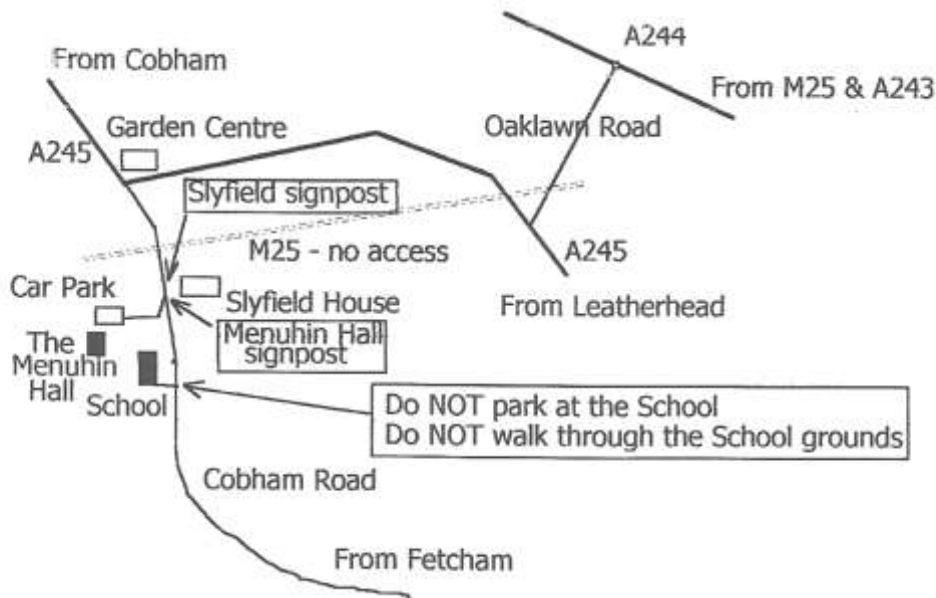 A244
From Cobham
From M25 & A243
Garden Centre
Oaklawn Road
A245
Slyfield signpost
M25 - no access
A245
Car Park
Slyfield House
From Leatherhead
Menuhin Hall
signpost
The
Menuhin
Hall
School
Do NOT park at the School
Do NOT walk through the School grounds
Cobham Road
From Fetcham